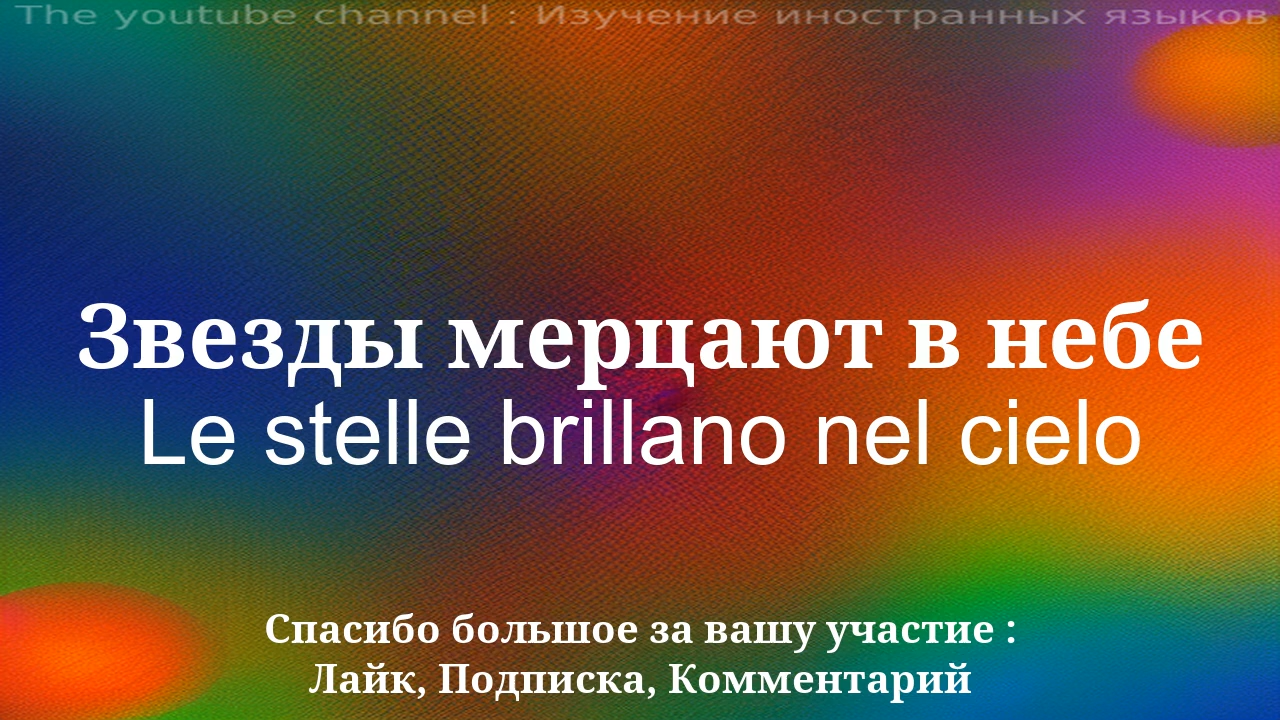 The youtube channel : Изучение иностранных языков
Звезды мерцают в небе
Le stelle brillano nel cielo
Спасибо большое за вашу участие :
Лайк, Подписка, Комментарий